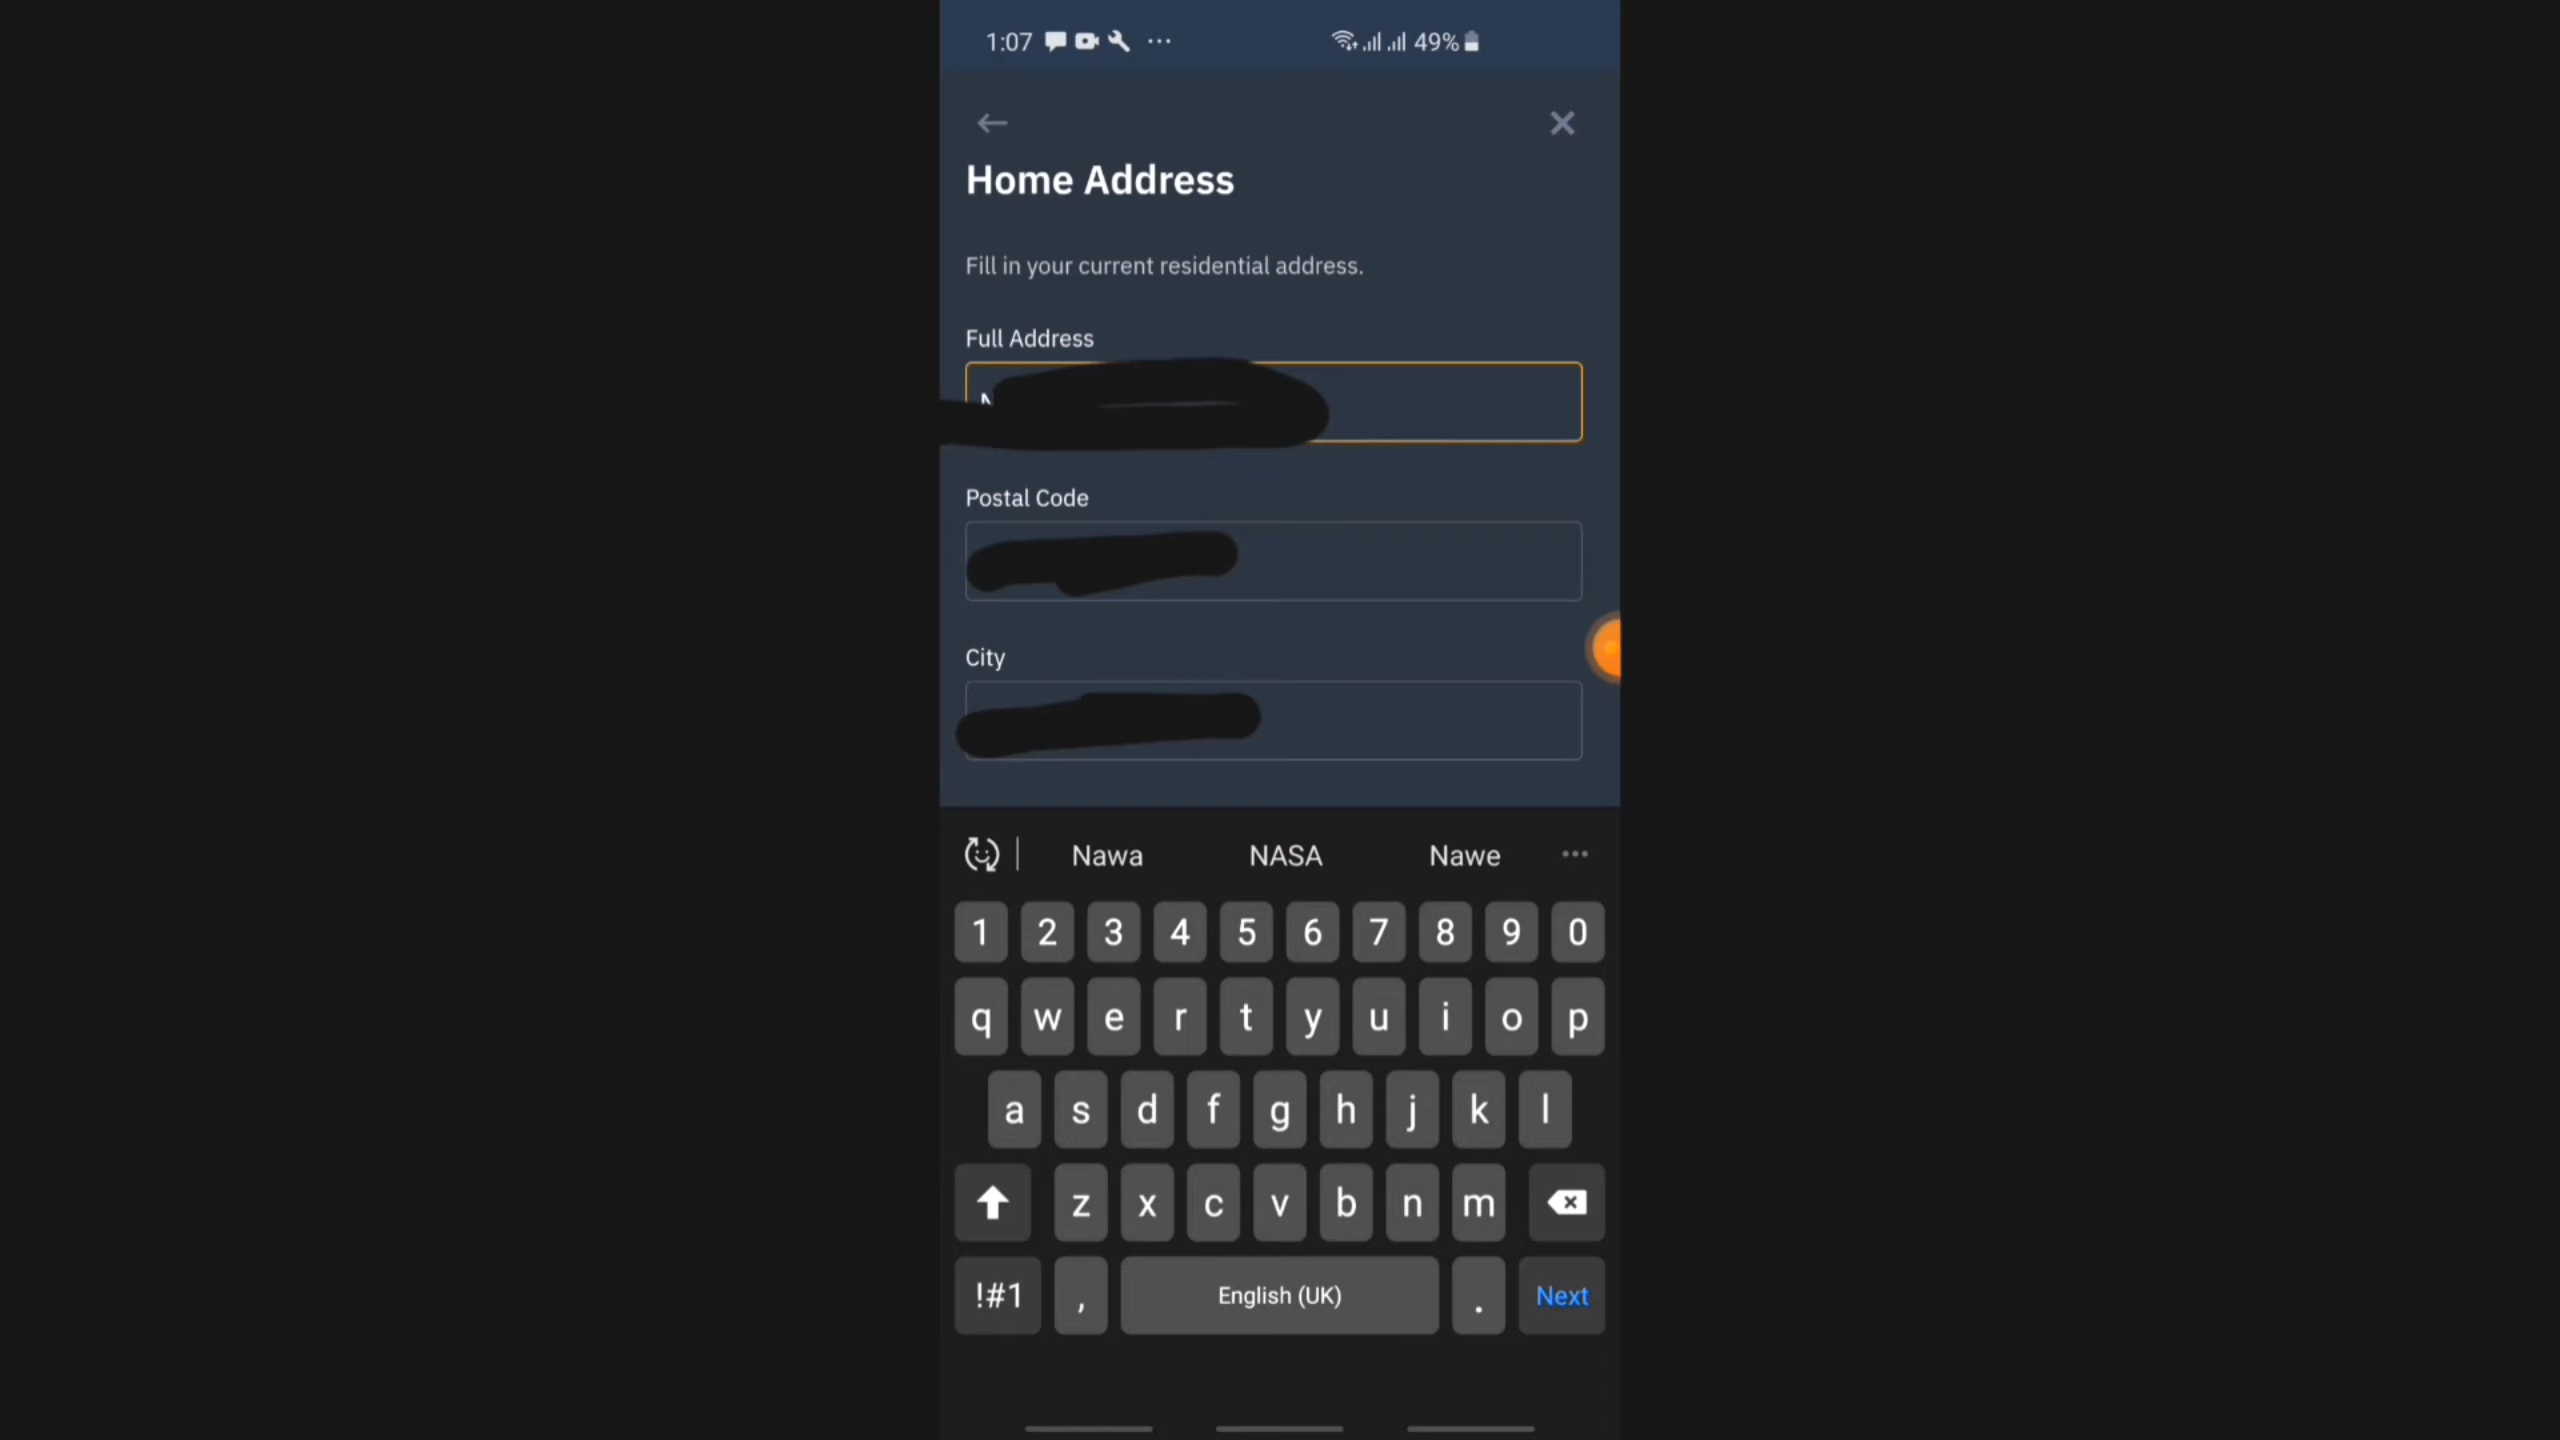 1:07 ... 49%
Home Address
Fill in your current residential address.
Full Address
Postal Code
City
Nawa NASA Nawe ...
1 2 3 4 5 6 7 8 9 0
q w e r t y u i o p
a s d f g h j k l
z x c v b n m
!#1 , English (UK) . Next